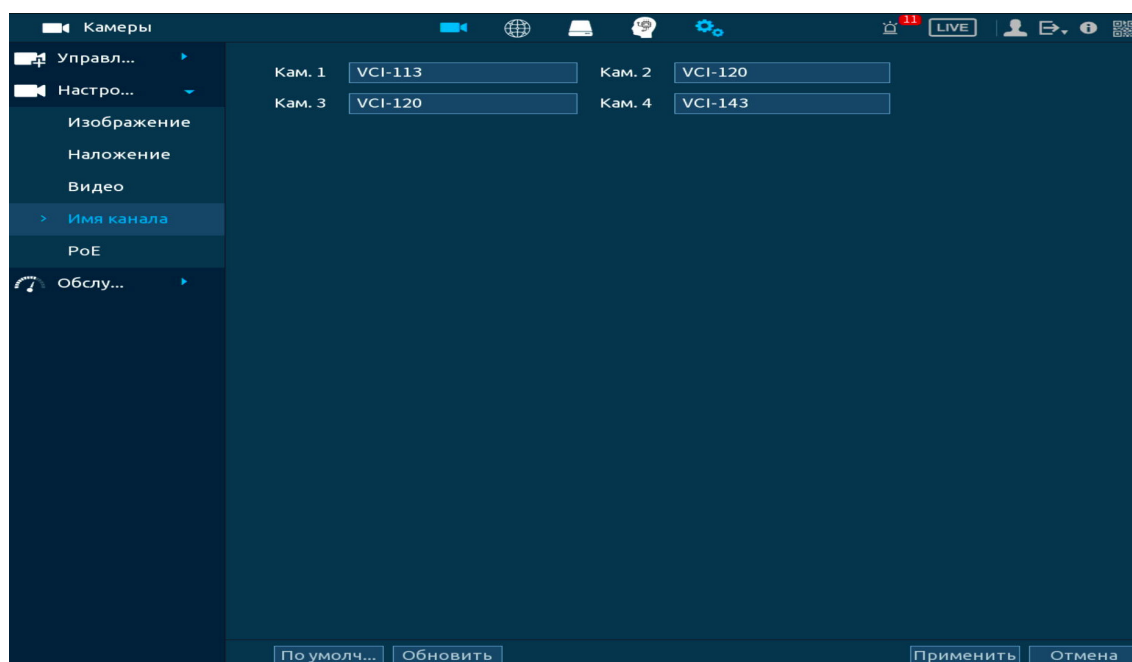 Камеры
11
LIVE
Управл...
Настро...
Изображение
Наложение
Видео
> Имя канала
PoE
Обслу...
Кам. 1 VCI-113 Кам. 2 VCI-120
Кам. 3 VCI-120 Кам. 4 VCI-143
По умолч... Обновить Применить Отмена